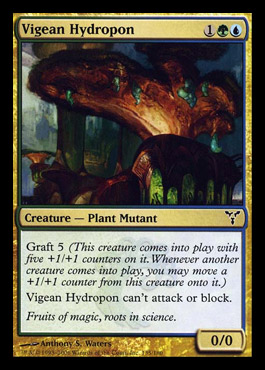 Vigean Hydropon 1
Creature — Plant Mutant
Graft 5 (This creature comes into play with
five +1/+1 counters on it. Whenever another
creature comes into play, you may move a
+1/+1 counter from this creature onto it.)
Vigean Hydropon can't attack or block.
Fruits of magic, roots in science.
Anthony S. Waters
0/0